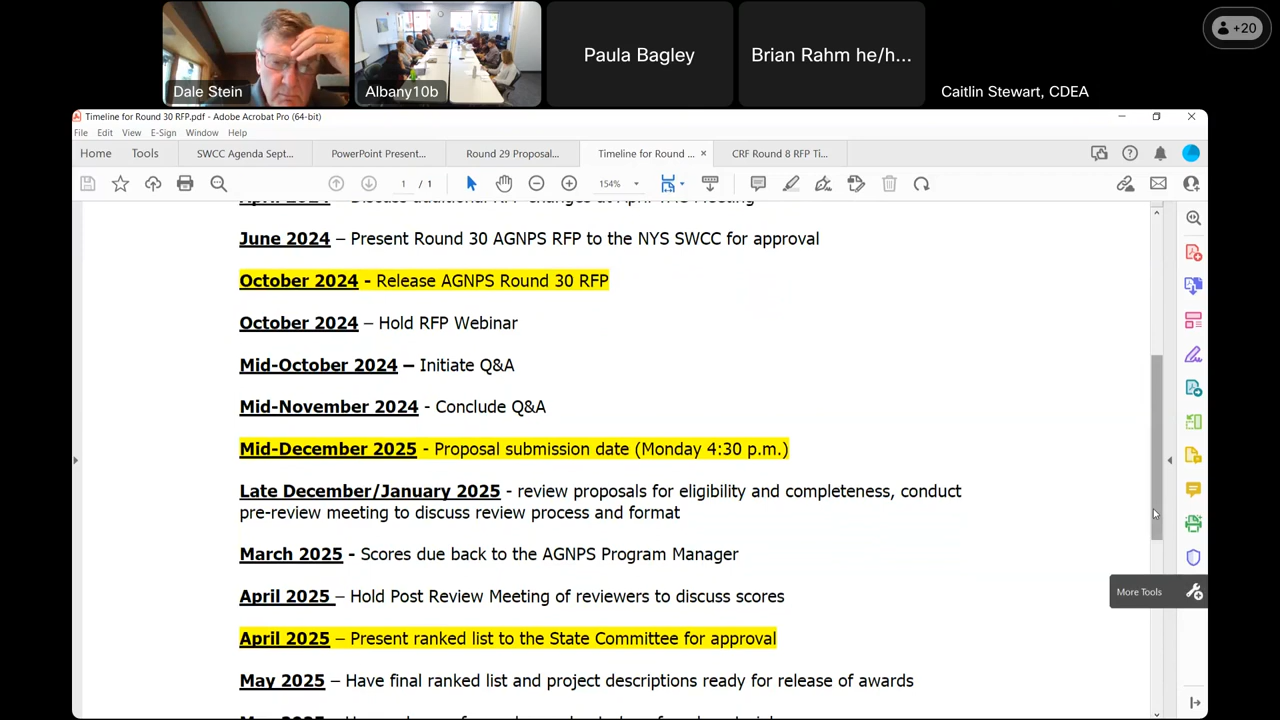 +20
Dale Stein
Albany10b
Paula Bagley
Brian Rahm he/h...
Caitlin Stewart, CDEA
Timeline for Round 30 RFP.pdf - Adobe Acrobat Pro (64-bit)
File Edit View E-Sign Window Help
Home Tools SWCC Agenda Sept... PowerPoint Present... Round 29 Proposal... Timeline for Round ... CRF Round 8 RFP Ti...
1 / 1 154%
June 2024 – Present Round 30 AGNPS RFP to the NYS SWCC for approval
October 2024 - Release AGNPS Round 30 RFP
October 2024 – Hold RFP Webinar
Mid-October 2024 – Initiate Q&A
Mid-November 2024 - Conclude Q&A
Mid-December 2025 - Proposal submission date (Monday 4:30 p.m.)
Late December/January 2025 - review proposals for eligibility and completeness, conduct
pre-review meeting to discuss review process and format
March 2025 - Scores due back to the AGNPS Program Manager
April 2025 – Hold Post Review Meeting of reviewers to discuss scores
More Tools
April 2025 – Present ranked list to the State Committee for approval
May 2025 – Have final ranked list and project descriptions ready for release of awards